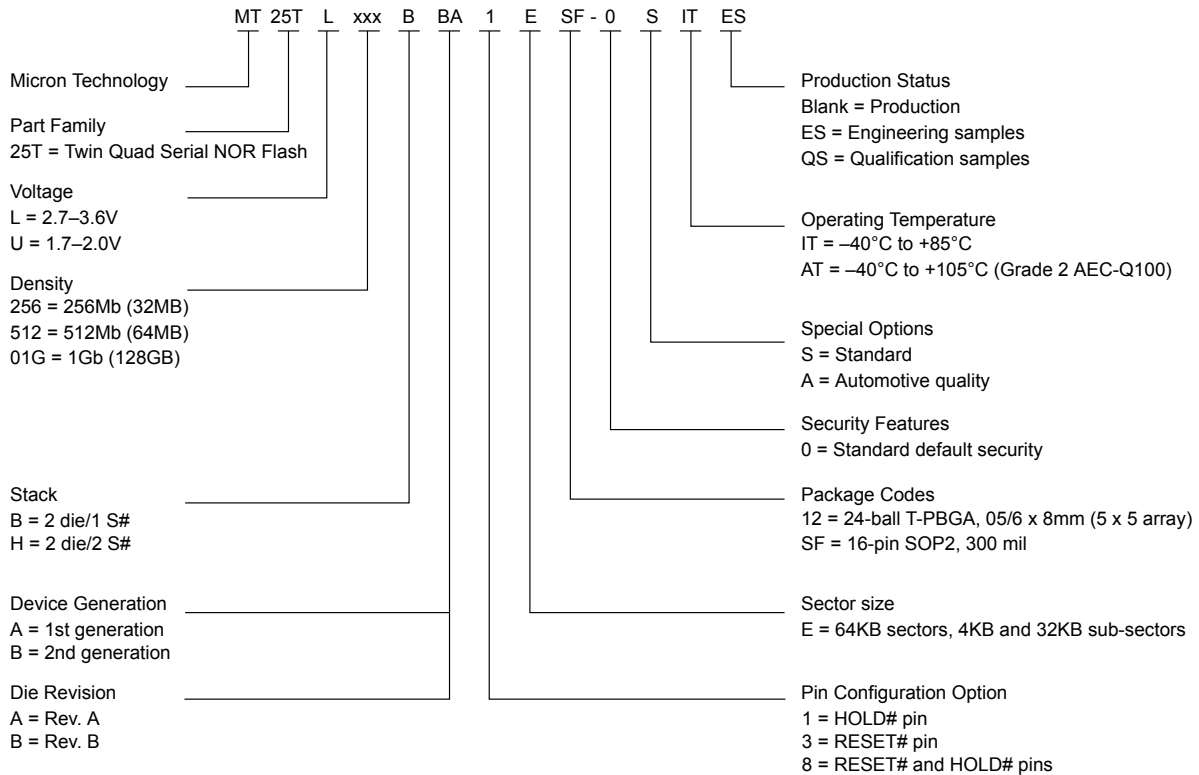 MT 25T L xxx B BA 1 E SF - 0 S IT ES
Micron Technology
Part Family
25T = Twin Quad Serial NOR Flash
Voltage
L = 2.7–3.6V
U = 1.7–2.0V
Density
256 = 256Mb (32MB)
512 = 512Mb (64MB)
01G = 1Gb (128GB)
Stack
B = 2 die/1 S#
H = 2 die/2 S#
Device Generation
A = 1st generation
B = 2nd generation
Die Revision
A = Rev. A
B = Rev. B
Production Status
Blank = Production
ES = Engineering samples
QS = Qualification samples
Operating Temperature
IT = –40°C to +85°C
AT = –40°C to +105°C (Grade 2 AEC-Q100)
Special Options
S = Standard
A = Automotive quality
Security Features
0 = Standard default security
Package Codes
12 = 24-ball T-PBGA, 05/6 x 8mm (5 x 5 array)
SF = 16-pin SOP2, 300 mil
Sector size
E = 64KB sectors, 4KB and 32KB sub-sectors
Pin Configuration Option
1 = HOLD# pin
3 = RESET# pin
8 = RESET# and HOLD# pins